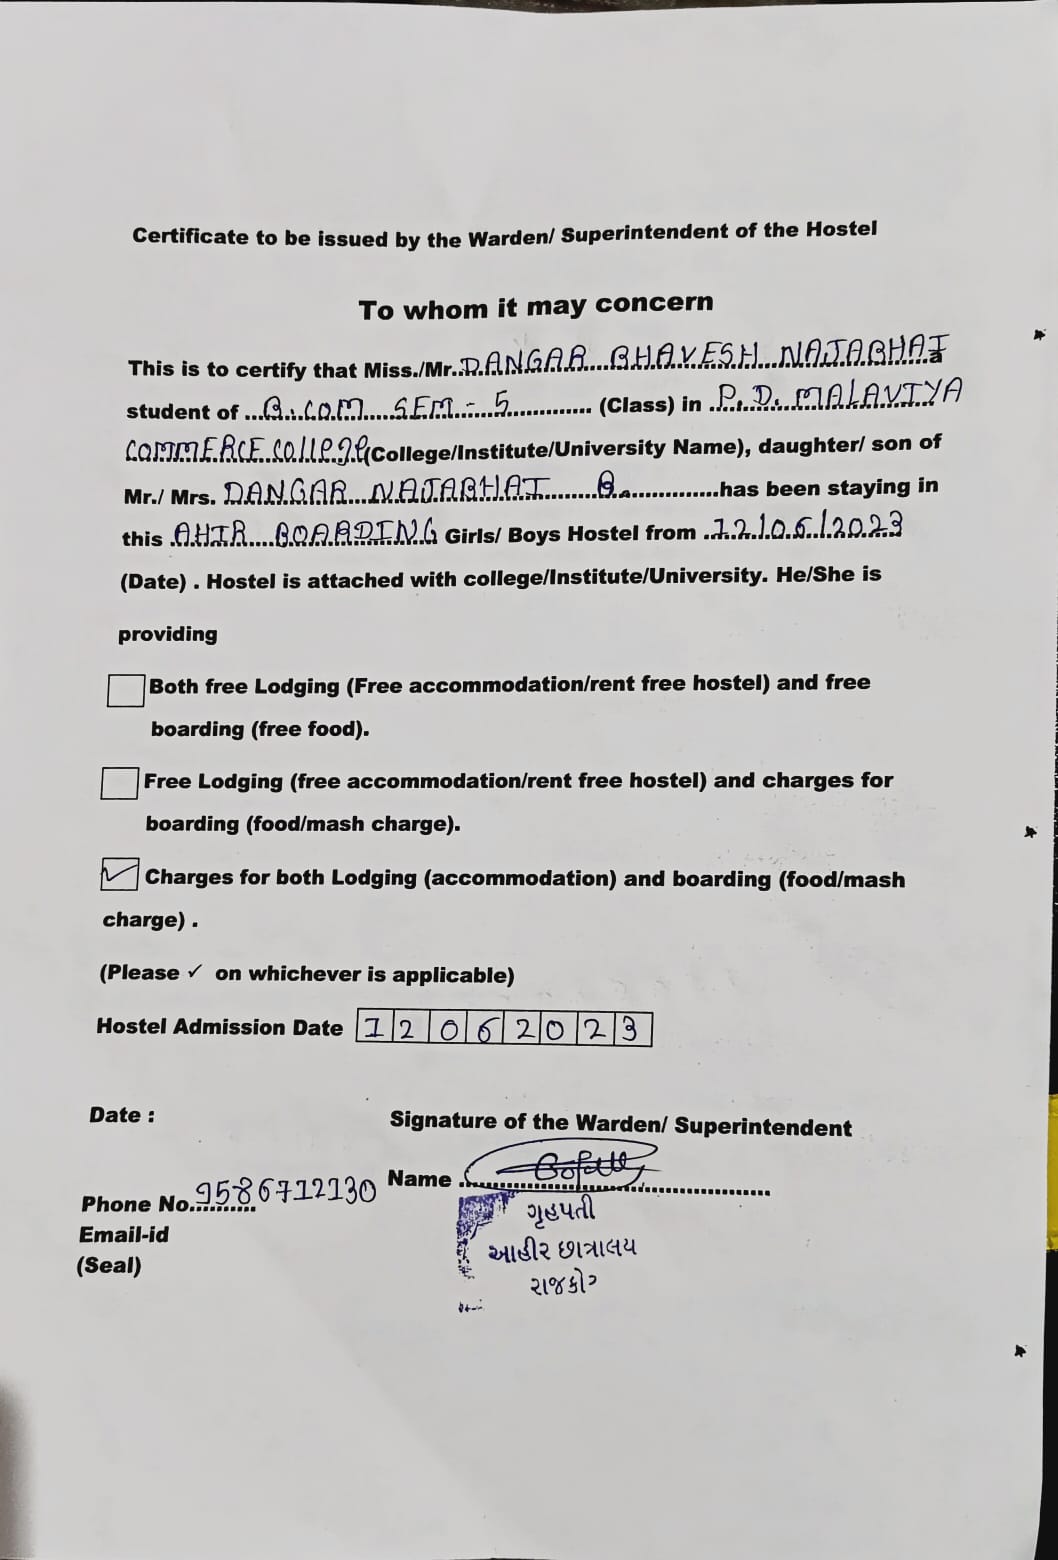 Certificate to be issued by the Warden/ Superintendent of the Hostel
To whom it may concern
This is to certify that Miss./Mr. DANGAR BHAVESH NAJABHAI a
student of B.COM SEM - 5 (Class) in P. D. MALAVIYA
COMMERCE COLLEGE (College/Institute/University Name), daughter/ son of
Mr./ Mrs. DANGAR NAJABHAI B. has been staying in
this AHIR BOARDING Girls/ Boys Hostel from 12/06/2023
(Date) . Hostel is attached with college/Institute/University. He/She is
providing
Both free Lodging (Free accommodation/rent free hostel) and free
boarding (free food).
Free Lodging (free accommodation/rent free hostel) and charges for
boarding (food/mash charge).
Charges for both Lodging (accommodation) and boarding (food/mash
charge) .
(Please ✓ on whichever is applicable)
Hostel Admission Date 12062023
Date :
Signature of the Warden/ Superintendent
Name
Phone No. 9586712130
Email-id
(Seal)
ગૃહપતી
આહીર છાત્રાલય